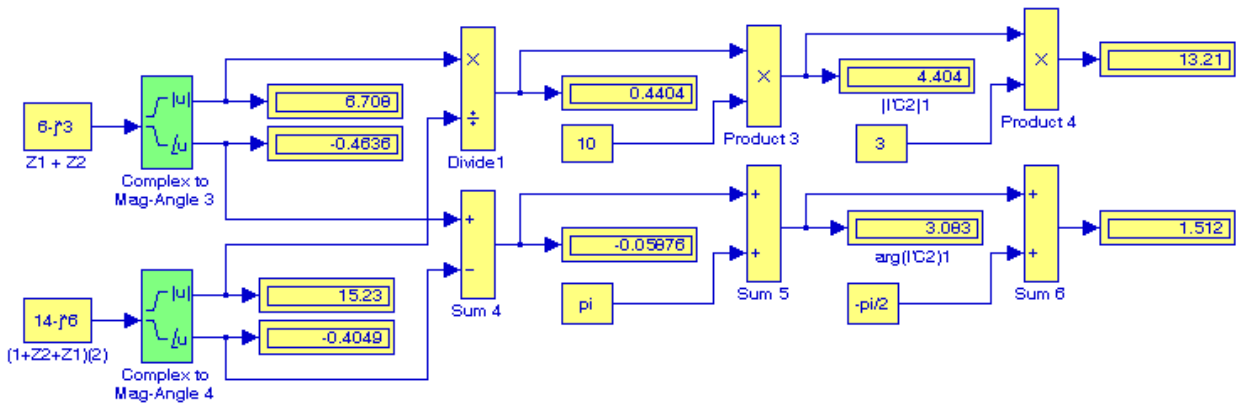 6-j*3
Z1 + Z2
|u|
∠u
Complex to
Mag-Angle 3
6.708
-0.4636
×
÷
Divide1
0.4404
10
×
Product 3
4.404
|I'C2|1
3
×
Product 4
13.21
14-j*6
(1+Z2+Z1)(2)
|u|
∠u
Complex to
Mag-Angle 4
15.23
-0.4049
+
−
Sum 4
-0.05876
pi
+
+
Sum 5
3.083
arg(I'C2)1
-pi/2
+
+
Sum 6
1.512